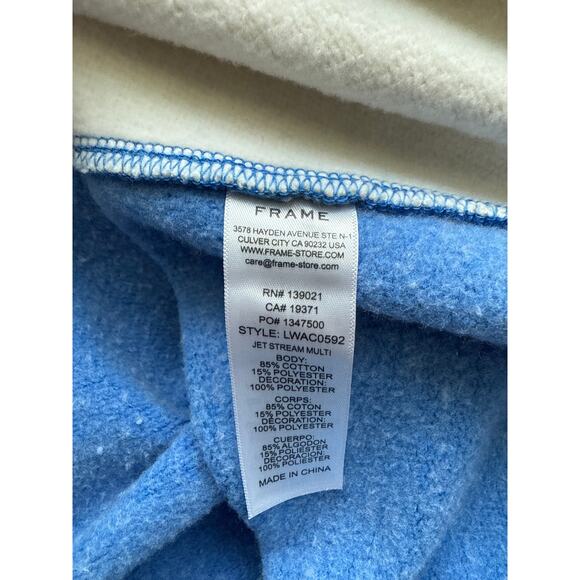 FRAME
3578 HAYDEN AVENUE STE N-1
CULVER CITY CA 90232 USA
WWW.FRAME-STORE.COM
care@frame-store.com
RN# 139021
CA# 19371
PO# 1347500
STYLE: LWAC0592
JET STREAM MULTI
BODY:
85% COTTON
15% POLYESTER
DECORATION:
100% POLYESTER
CORPS:
85% COTON
15% POLYESTER
DÉCORATION:
100% POLYESTER
CUERPO:
85% ALGODON
15% POLIESTER
DECORACION:
100% POLIESTER
MADE IN CHINA